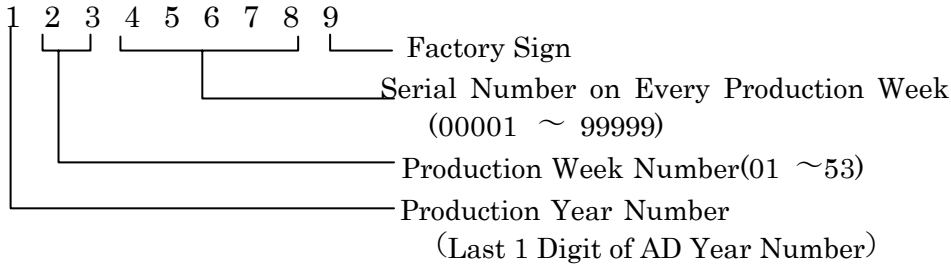 1 2 3 4 5 6 7 8 9
Factory Sign
Serial Number on Every Production Week
(00001 ～ 99999)
Production Week Number(01 ～53)
Production Year Number
（Last 1 Digit of AD Year Number）